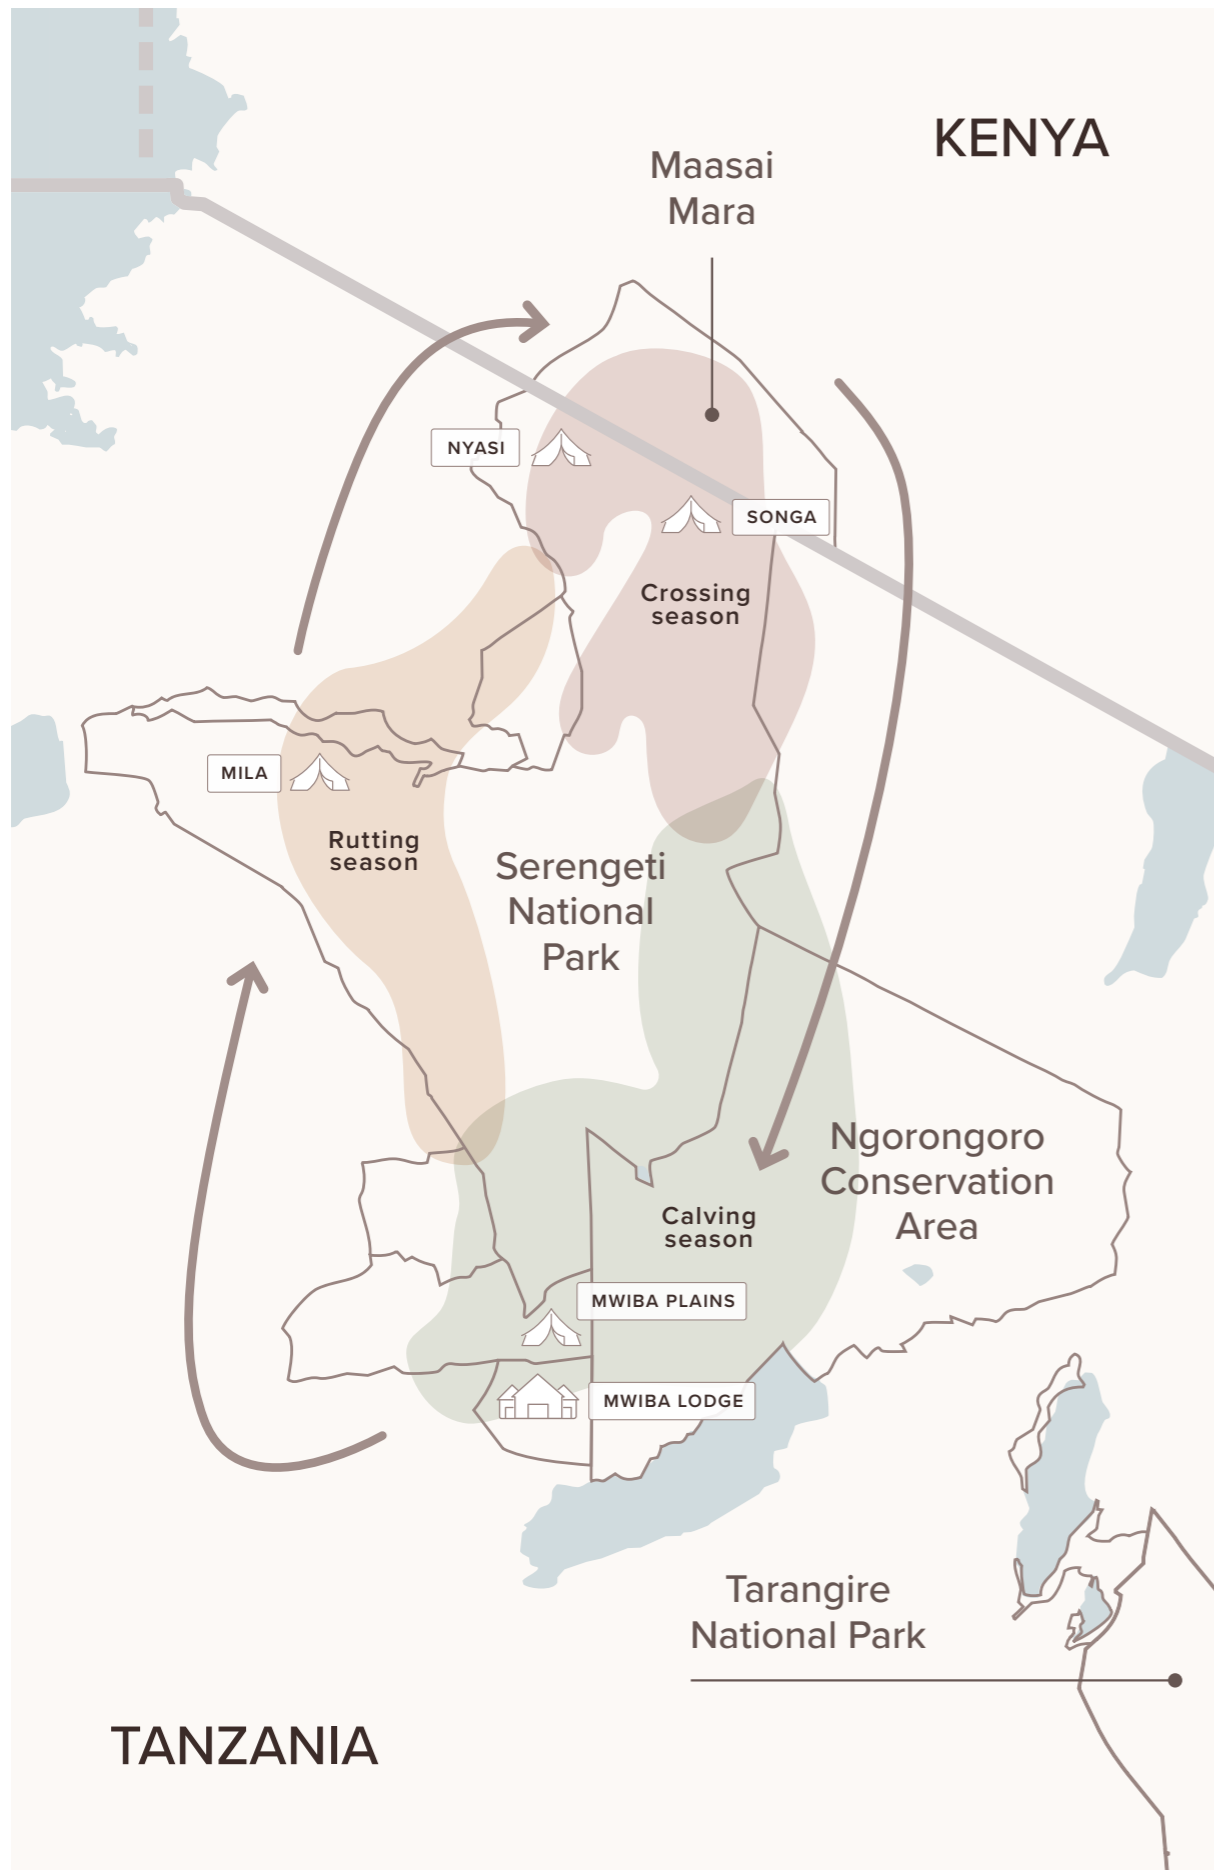 KENYA
Maasai
Mara
NYASI
SONGA
Crossing
season
MILA
Rutting
season
Serengeti
National
Park
Ngorongoro
Conservation
Area
Calving
season
MWIBA PLAINS
MWIBA LODGE
Tarangire
National Park
TANZANIA